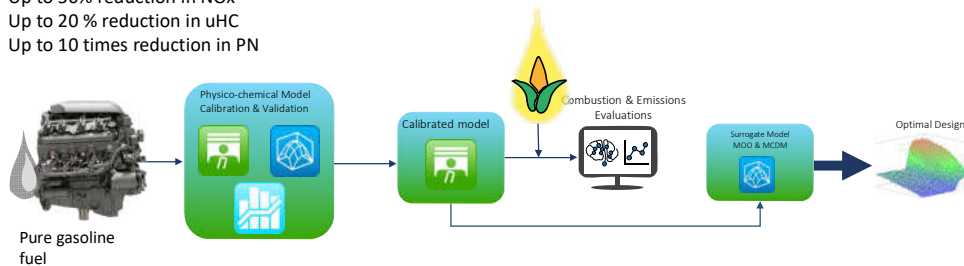 Up to 20 % reduction in uHC
Up to 10 times reduction in PN
Physico-chemical Model
Calibration & Validation
Calibrated model
Combustion & Emissions
Evaluations
Surrogate Model
MOO & MCDM
Optimal Design
Pure gasoline
fuel